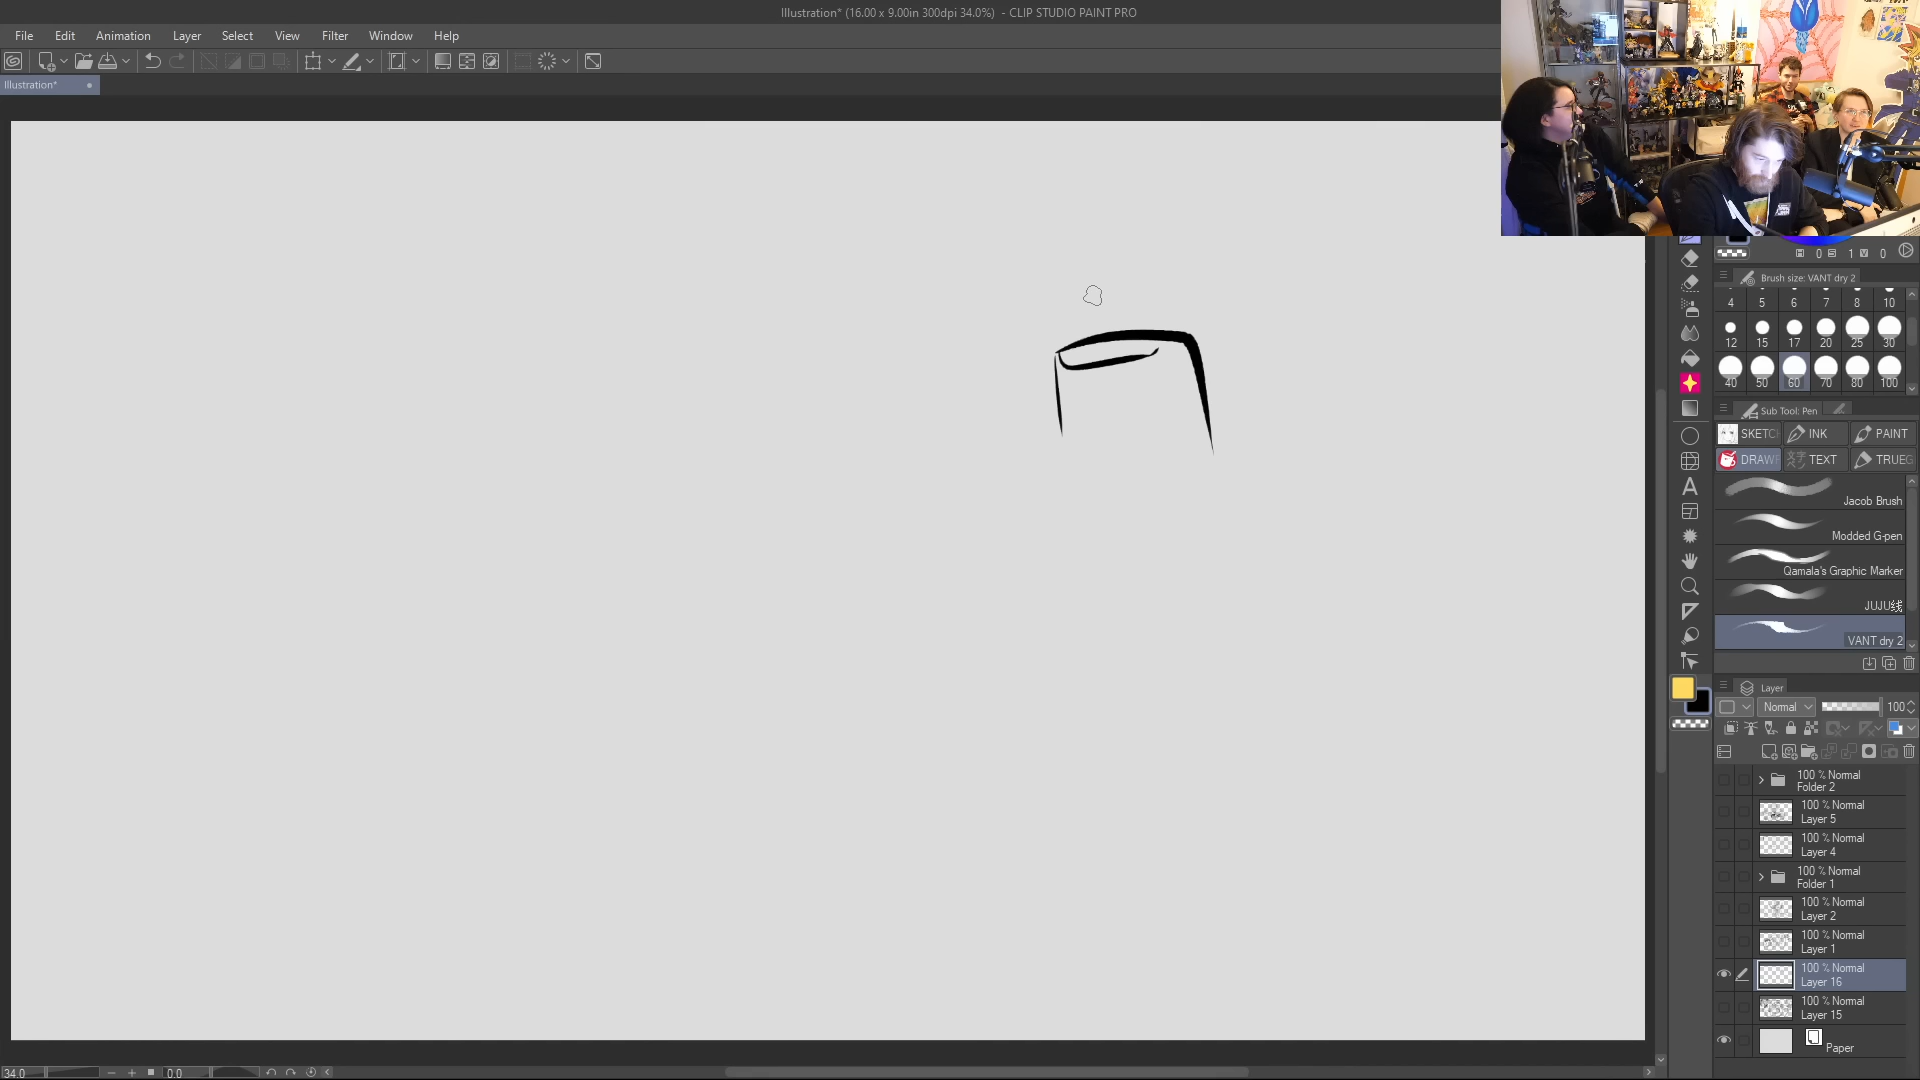 Illustration* (16.00 x 9.00in 300dpi 34.0%) - CLIP STUDIO PAINT PRO
File Edit Animation Layer Select View Filter Window Help
Illustration*
0 1 0
Brush size: VANT dry 2
4 5 6 7 8 10
12 15 17 20 25 30
40 50 60 70 80 100
Sub Tool: Pen
INK PAINT
DRAW TEXT TRUEG
Jacob Brush
Modded G-pen
Qamala's Graphic Marker
JUJU线
VANT dry 2
Layer
Normal 100
100 % Normal
Folder 2
100 % Normal
Layer 5
100 % Normal
Layer 4
100 % Normal
Folder 1
100 % Normal
Layer 2
100 % Normal
Layer 1
100 % Normal
Layer 16
100 % Normal
Layer 15
Paper
34.0 0.0